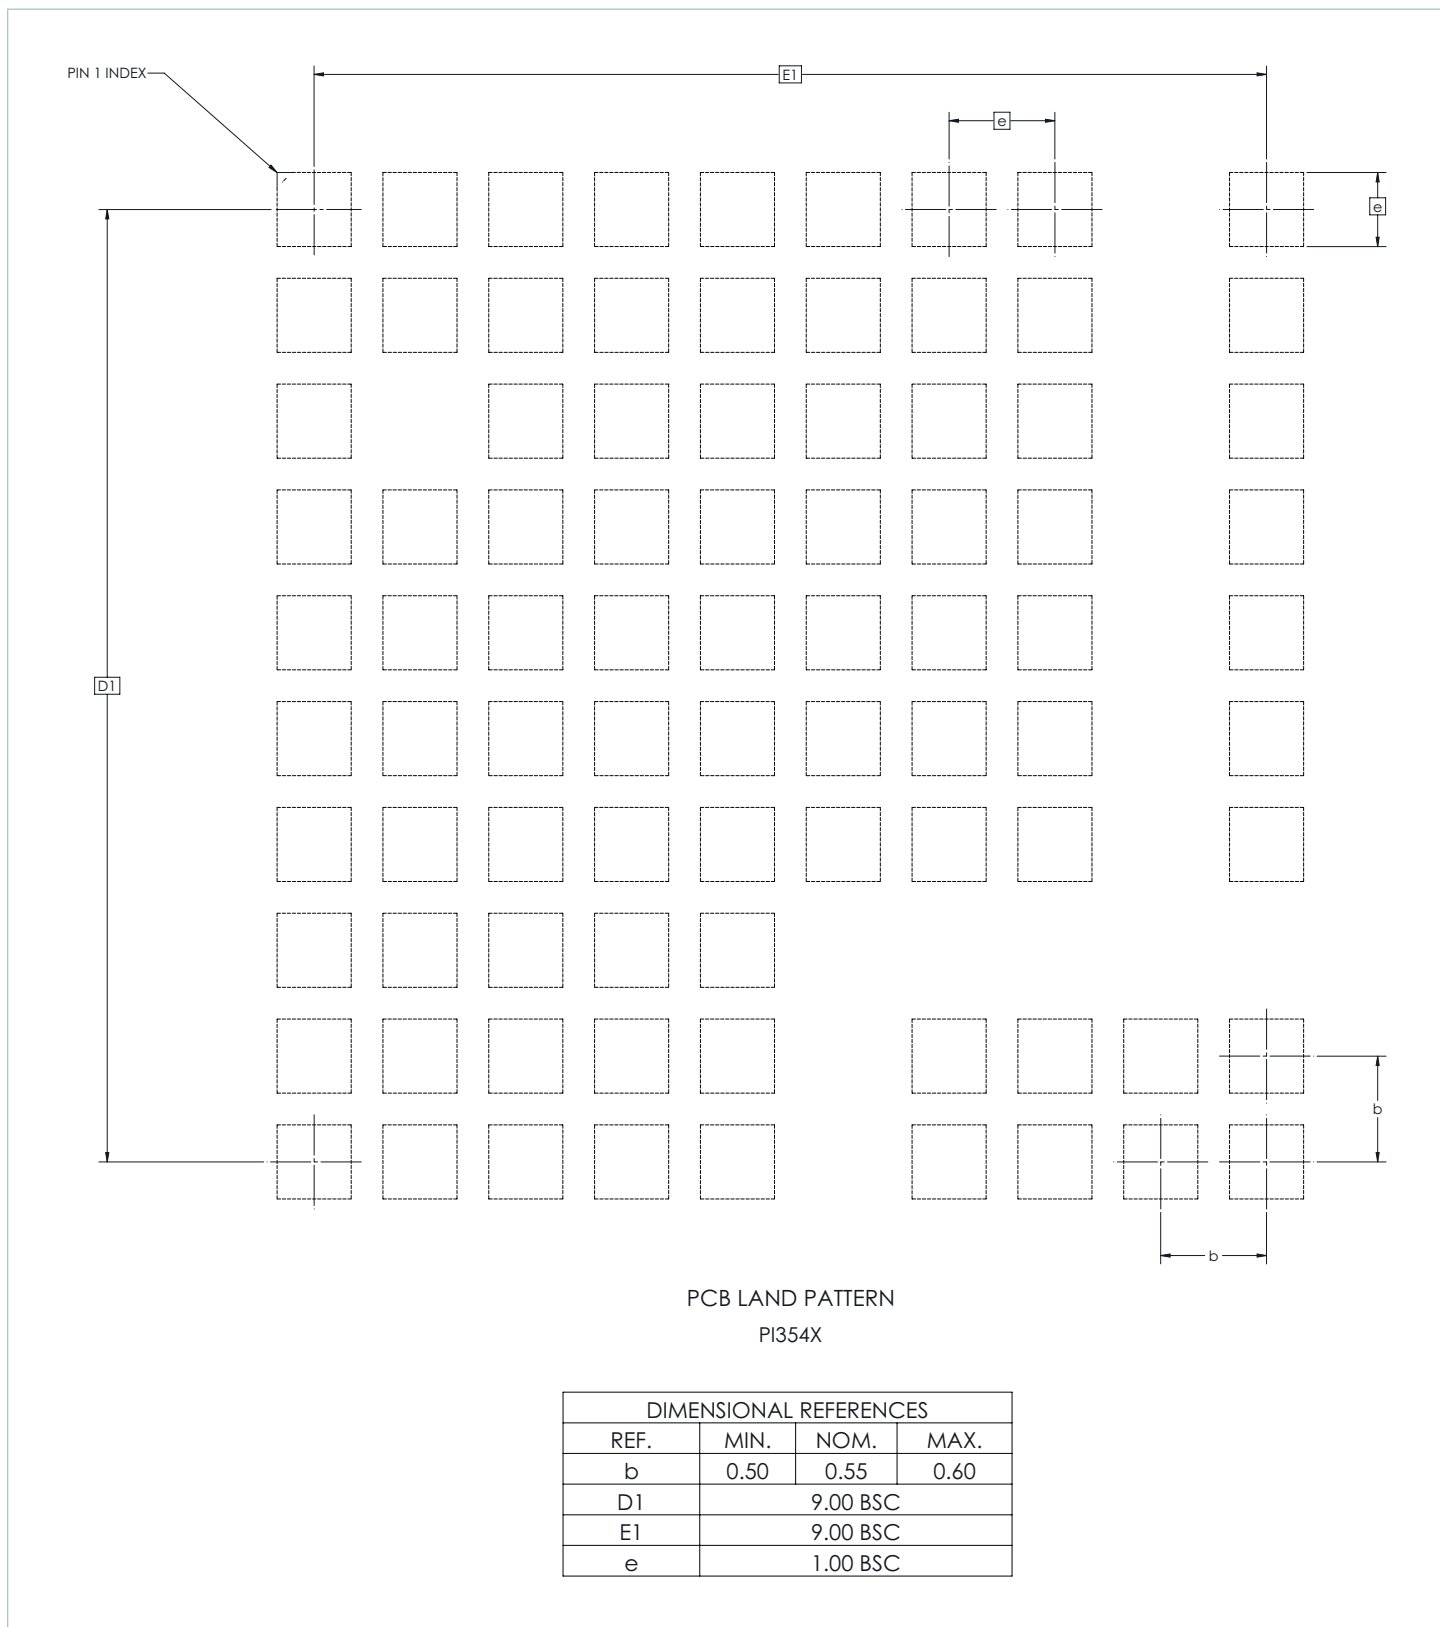 PIN 1 INDEX
E1
e
e
D1
b
b
PCB LAND PATTERN
PI354X
DIMENSIONAL REFERENCES
REF. MIN. NOM. MAX.
b 0.50 0.55 0.60
D1 9.00 BSC
E1 9.00 BSC
e 1.00 BSC